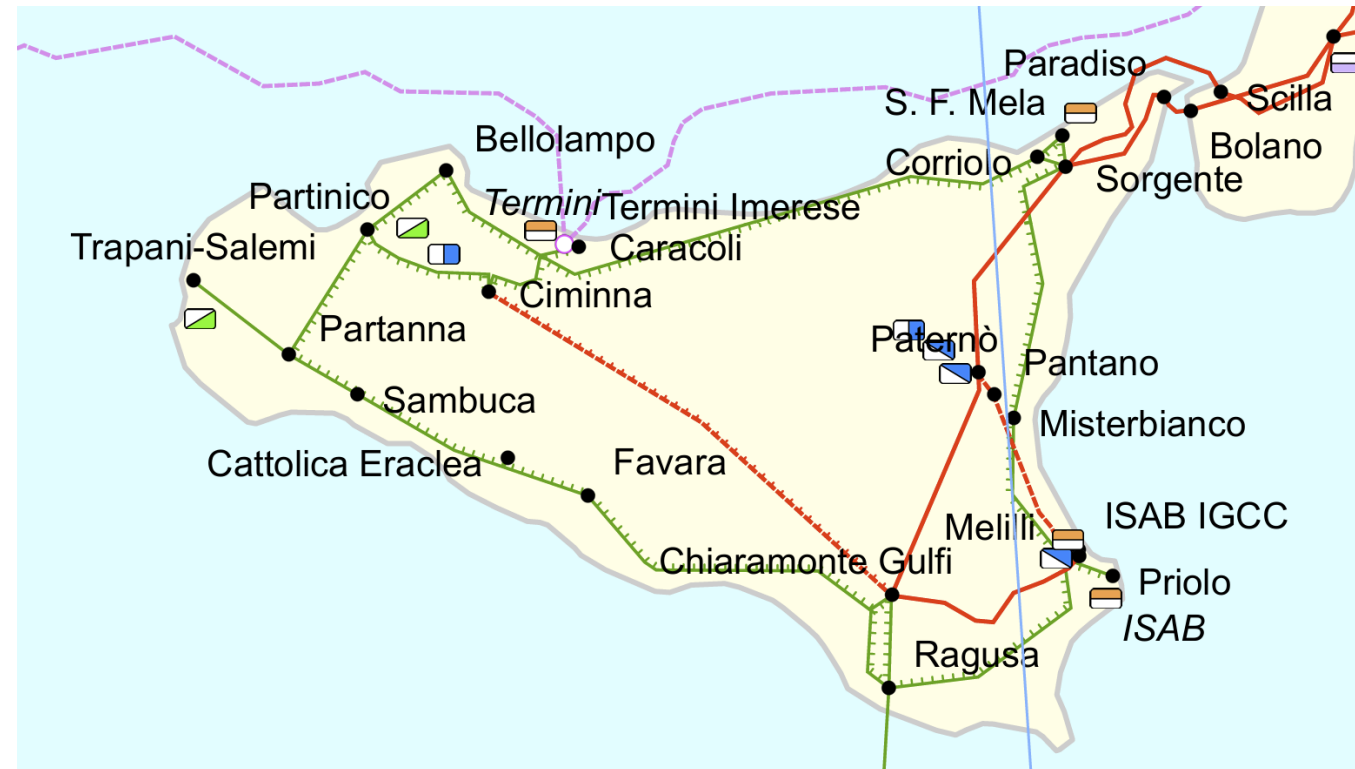 Paradiso
S. F. Mela
Scilla
Bellolampo
Bolano
Corriolo
Sorgente
Partinico
Termini
Termini Imerese
Trapani-Salemi
Caracoli
Ciminna
Partanna
Paternò
Pantano
Sambuca
Misterbianco
Cattolica Eraclea
Favara
ISAB IGCC
Melilli
Chiaramonte Gulfi
Priolo
ISAB
Ragusa